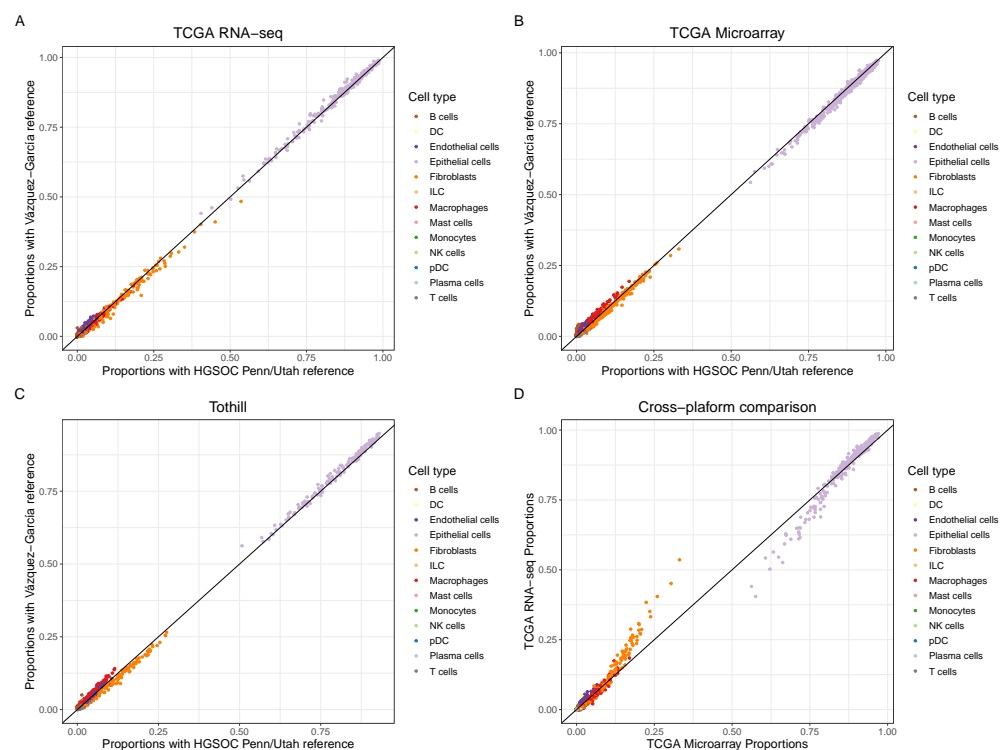 A
TCGA RNA−seq
Proportions with Vázquez−García reference
1.00
0.75
0.50
0.25
0.00
0.00 0.25 0.50 0.75 1.00
Proportions with HGSOC Penn/Utah reference
Cell type
B cells
DC
Endothelial cells
Epithelial cells
Fibroblasts
ILC
Macrophages
Mast cells
Monocytes
NK cells
pDC
Plasma cells
T cells
B
TCGA Microarray
Proportions with Vázquez−García reference
1.00
0.75
0.50
0.25
0.00
0.00 0.25 0.50 0.75 1.00
Proportions with HGSOC Penn/Utah reference
Cell type
B cells
DC
Endothelial cells
Epithelial cells
Fibroblasts
ILC
Macrophages
Mast cells
Monocytes
NK cells
pDC
Plasma cells
T cells
C
Tothill
Proportions with Vázquez−García reference
0.75
0.50
0.25
0.00
0.00 0.25 0.50 0.75
Proportions with HGSOC Penn/Utah reference
Cell type
B cells
DC
Endothelial cells
Epithelial cells
Fibroblasts
ILC
Macrophages
Mast cells
Monocytes
NK cells
pDC
Plasma cells
T cells
D
Cross−plaform comparison
TCGA RNA−seq Proportions
1.00
0.75
0.50
0.25
0.00
0.00 0.25 0.50 0.75 1.00
TCGA Microarray Proportions
Cell type
B cells
DC
Endothelial cells
Epithelial cells
Fibroblasts
ILC
Macrophages
Mast cells
Monocytes
NK cells
pDC
Plasma cells
T cells